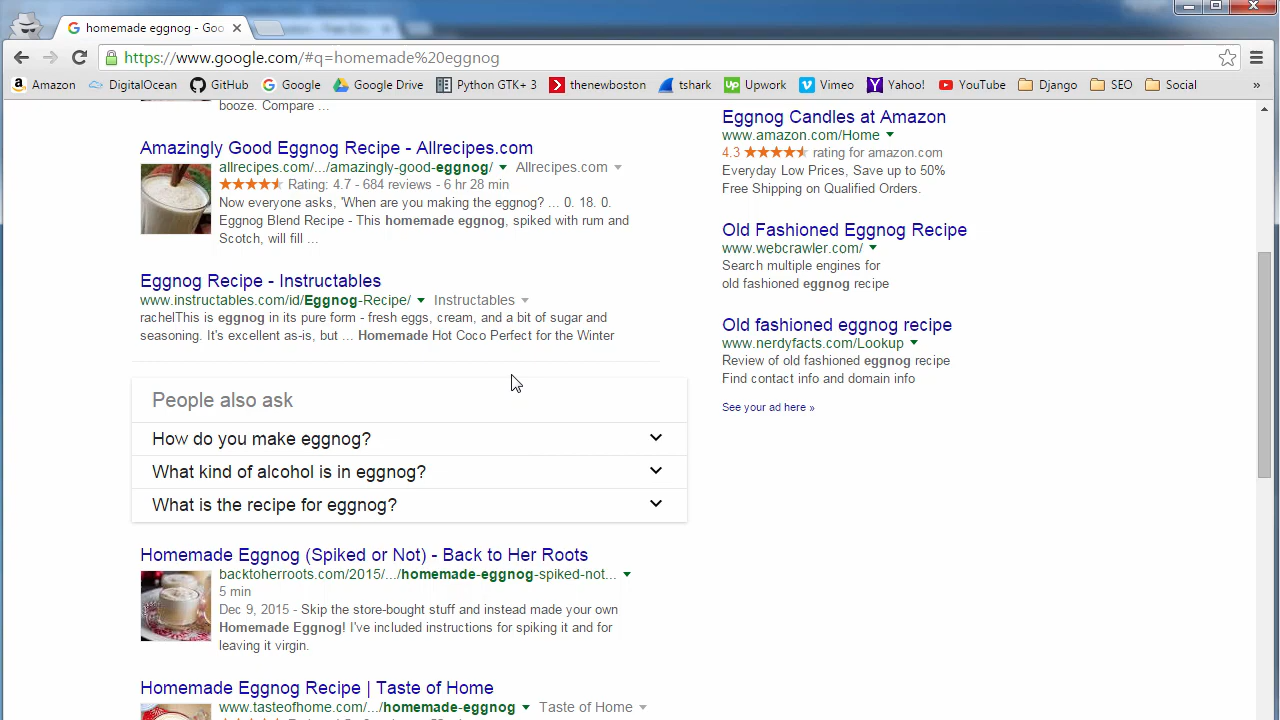 homemade eggnog - Goo
https://www.google.com/#q=homemade%20eggnog
Amazon DigitalOcean GitHub Google Google Drive Python GTK+ 3 thenewboston tshark Upwork Vimeo Yahoo! YouTube Django SEO Social »
booze. Compare ...
Amazingly Good Eggnog Recipe - Allrecipes.com
allrecipes.com/.../amazingly-good-eggnog/ Allrecipes.com
Rating: 4.7 - 684 reviews - 6 hr 28 min
Now everyone asks, 'When are you making the eggnog? ... 0. 18. 0.
Eggnog Blend Recipe - This homemade eggnog, spiked with rum and
Scotch, will fill ...
Eggnog Recipe - Instructables
www.instructables.com/id/Eggnog-Recipe/ Instructables
rachelThis is eggnog in its pure form - fresh eggs, cream, and a bit of sugar and
seasoning. It's excellent as-is, but ... Homemade Hot Coco Perfect for the Winter
People also ask
How do you make eggnog?
What kind of alcohol is in eggnog?
What is the recipe for eggnog?
Homemade Eggnog (Spiked or Not) - Back to Her Roots
backtoherroots.com/2015/.../homemade-eggnog-spiked-not...
5 min
Dec 9, 2015 - Skip the store-bought stuff and instead made your own
Homemade Eggnog! I've included instructions for spiking it and for
leaving it virgin.
Homemade Eggnog Recipe | Taste of Home
www.tasteofhome.com/.../homemade-eggnog Taste of Home
Eggnog Candles at Amazon
www.amazon.com/Home
4.3 rating for amazon.com
Everyday Low Prices, Save up to 50%
Free Shipping on Qualified Orders.
Old Fashioned Eggnog Recipe
www.webcrawler.com/
Search multiple engines for
old fashioned eggnog recipe
Old fashioned eggnog recipe
www.nerdyfacts.com/Lookup
Review of old fashioned eggnog recipe
Find contact info and domain info
See your ad here »